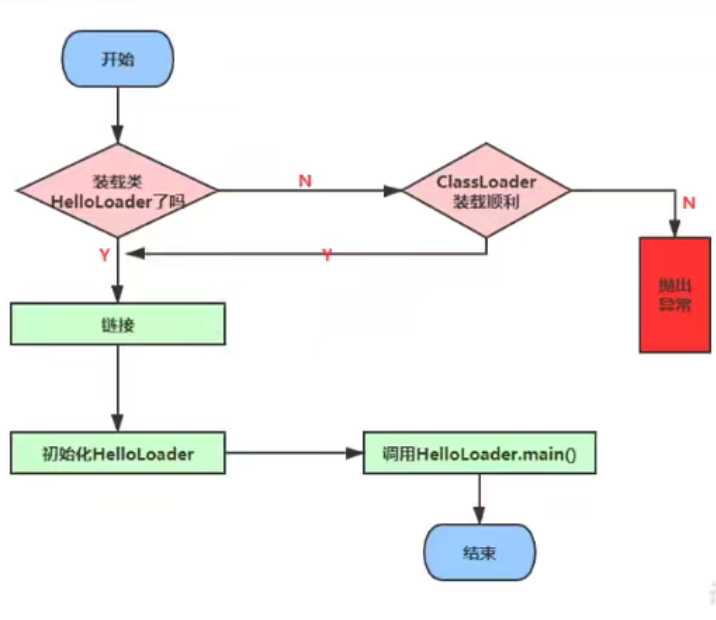 开始
装载类
HelloLoader了吗
N
ClassLoader
装载顺利
N
Y
Y
抛出
异常
链接
初始化HelloLoader
调用HelloLoader.main()
结束